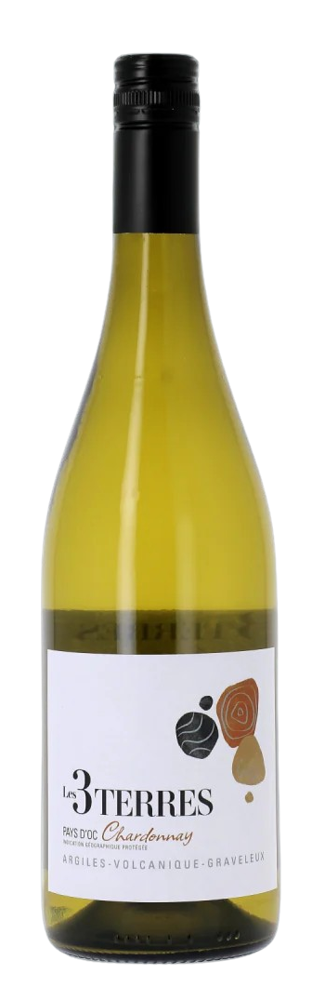 Les 3 TERRES
PAYS D'OC Chardonnay
INDICATION GÉOGRAPHIQUE PROTÉGÉE
ARGILES-VOLCANIQUE-GRAVELEUX